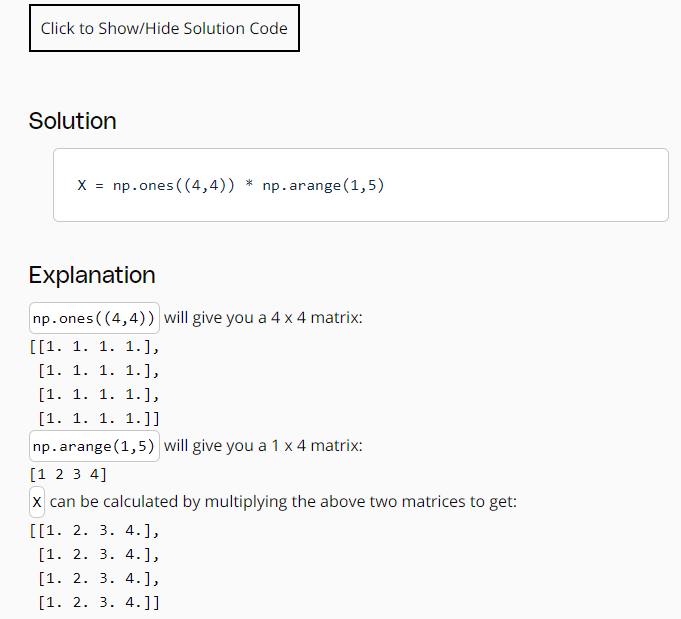 Click to Show/Hide Solution Code
Solution
X = np.ones((4,4)) * np.arange(1,5)
Explanation
np.ones((4,4)) will give you a 4 x 4 matrix:
[[1. 1. 1. 1.],
[1. 1. 1. 1.],
[1. 1. 1. 1.],
[1. 1. 1. 1.]]
np.arange(1,5) will give you a 1 x 4 matrix:
[1 2 3 4]
X can be calculated by multiplying the above two matrices to get:
[[1. 2. 3. 4.],
[1. 2. 3. 4.],
[1. 2. 3. 4.],
[1. 2. 3. 4.]]